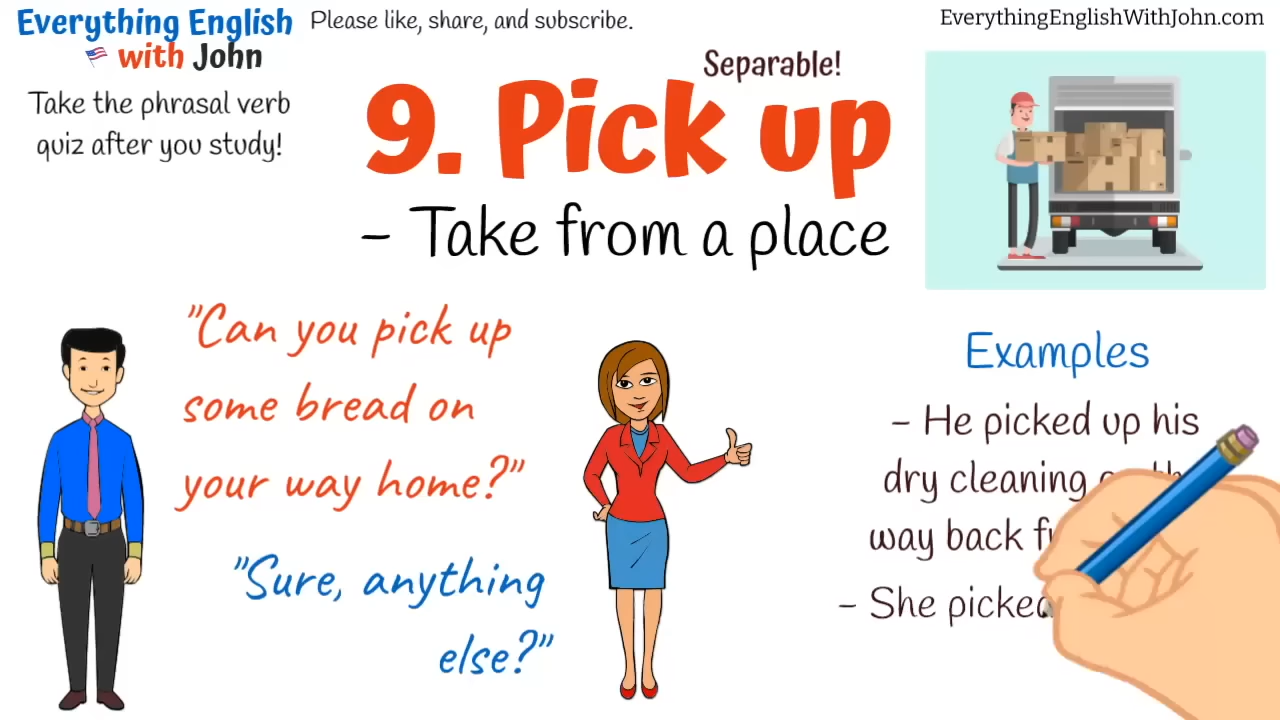 Everything English
with John
Please like, share, and subscribe.
EverythingEnglishWithJohn.com
Take the phrasal verb
quiz after you study!
Separable!
9. Pick up
- Take from a place
"Can you pick up
some bread on
your way home?"
"Sure, anything
else?"
Examples
- He picked up his
dry cleaning
way back
- She